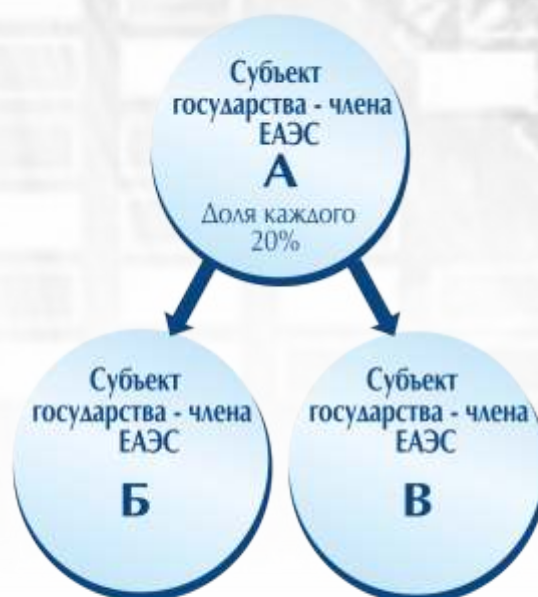 Субъект
государства - члена
ЕАЭС
А
Доля каждого
20%
Субъект
государства - члена
ЕАЭС
Б
Субъект
государства - члена
ЕАЭС
В